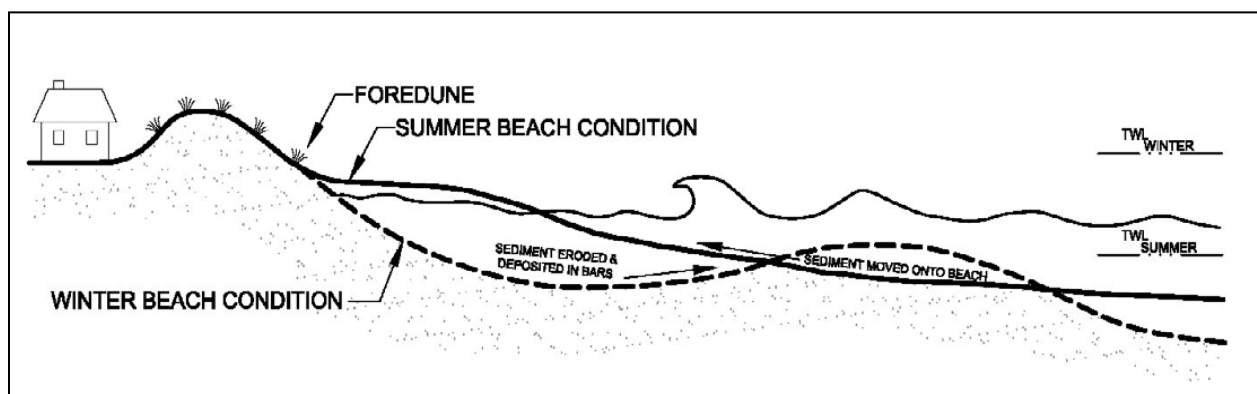 FOREDUNE
SUMMER BEACH CONDITION
TWL
WINTER
TWL
SUMMER
SEDIMENT ERODED &
DEPOSITED IN BARS
SEDIMENT MOVED ONTO BEACH
WINTER BEACH CONDITION